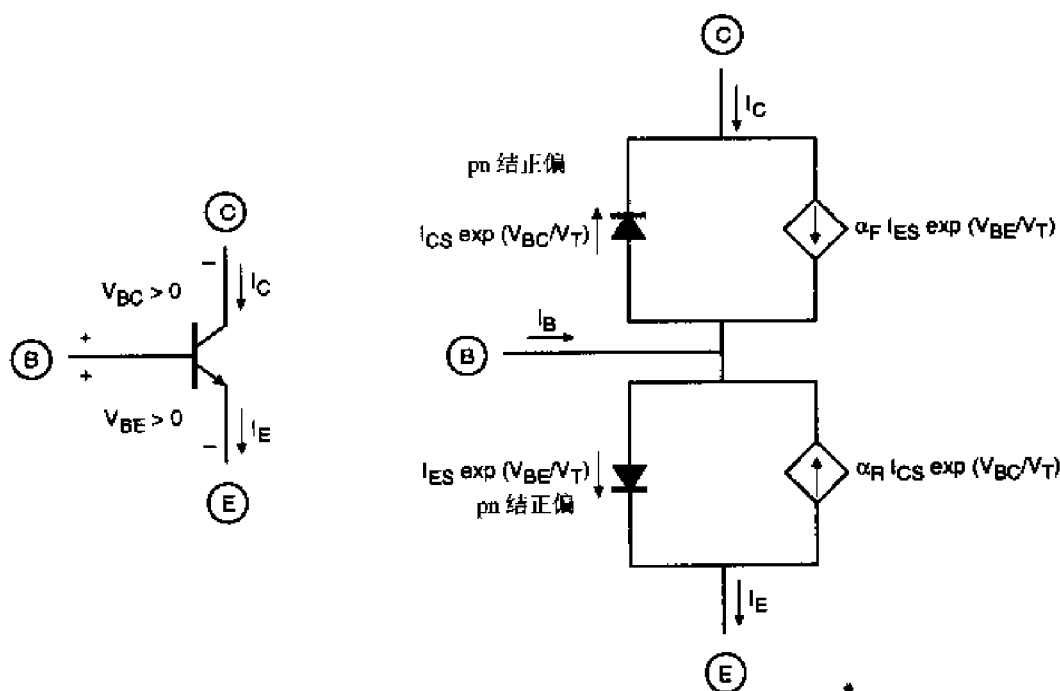 C
I_C
pn 结正偏
C
I_CS exp (V_BC/V_T)
α_F I_ES exp (V_BE/V_T)
−
I_C
V_BC > 0
I_B
+
B
B
+
V_BE > 0
I_E
−
I_ES exp (V_BE/V_T)
α_R I_CS exp (V_BC/V_T)
pn 结正偏
E
I_E
E